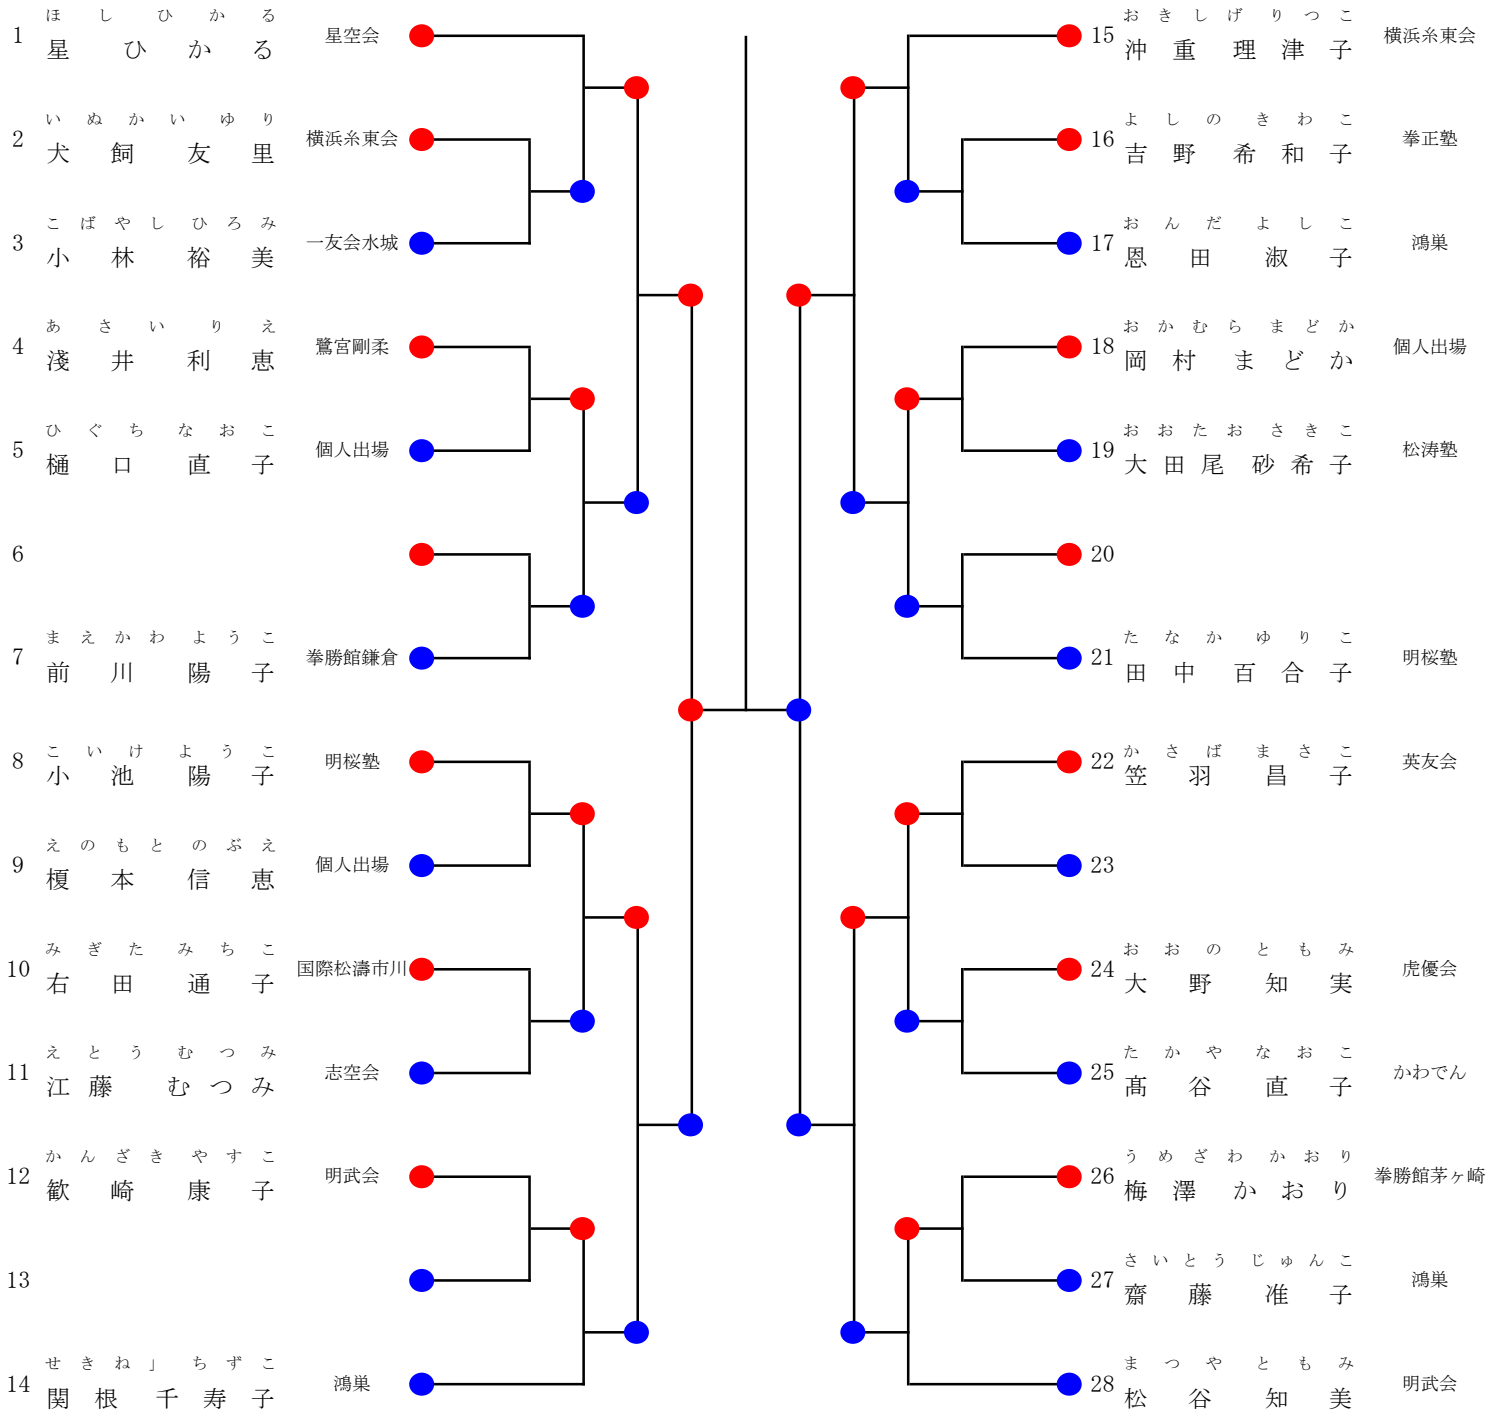 ほしひかる
1 星ひかる 星空会
いぬかいゆり
2 犬飼友里 横浜糸東会
こばやしひろみ
3 小林裕美 一友会水城
あさいりえ
4 淺井利恵 鷺宮剛柔
ひぐちなおこ
5 樋口直子 個人出場
6
まえかわようこ
7 前川陽子 拳勝館鎌倉
こいけようこ
8 小池陽子 明桜塾
えのもとのぶえ
9 榎本信恵 個人出場
みぎたみちこ
10 右田通子 国際松濤市川
えとうむつみ
11 江藤むつみ 志空会
かんざきやすこ
12 歓崎康子 明武会
13
せきね」ちずこ
14 関根千寿子 鴻巣
おきしげりつこ
15 沖重理津子 横浜糸東会
よしのきわこ
16 吉野希和子 拳正塾
おんだよしこ
17 恩田淑子 鴻巣
おかむらまどか
18 岡村まどか 個人出場
おおたおさきこ
19 大田尾砂希子 松涛塾
20
たなかゆりこ
21 田中百合子 明桜塾
かさばまさこ
22 笠羽昌子 英友会
23
おおのともみ
24 大野知実 虎優会
たかやなおこ
25 髙谷直子 かわでん
うめざわかおり
26 梅澤かおり 拳勝館茅ヶ崎
さいとうじゅんこ
27 齋藤准子 鴻巣
まつやともみ
28 松谷知美 明武会